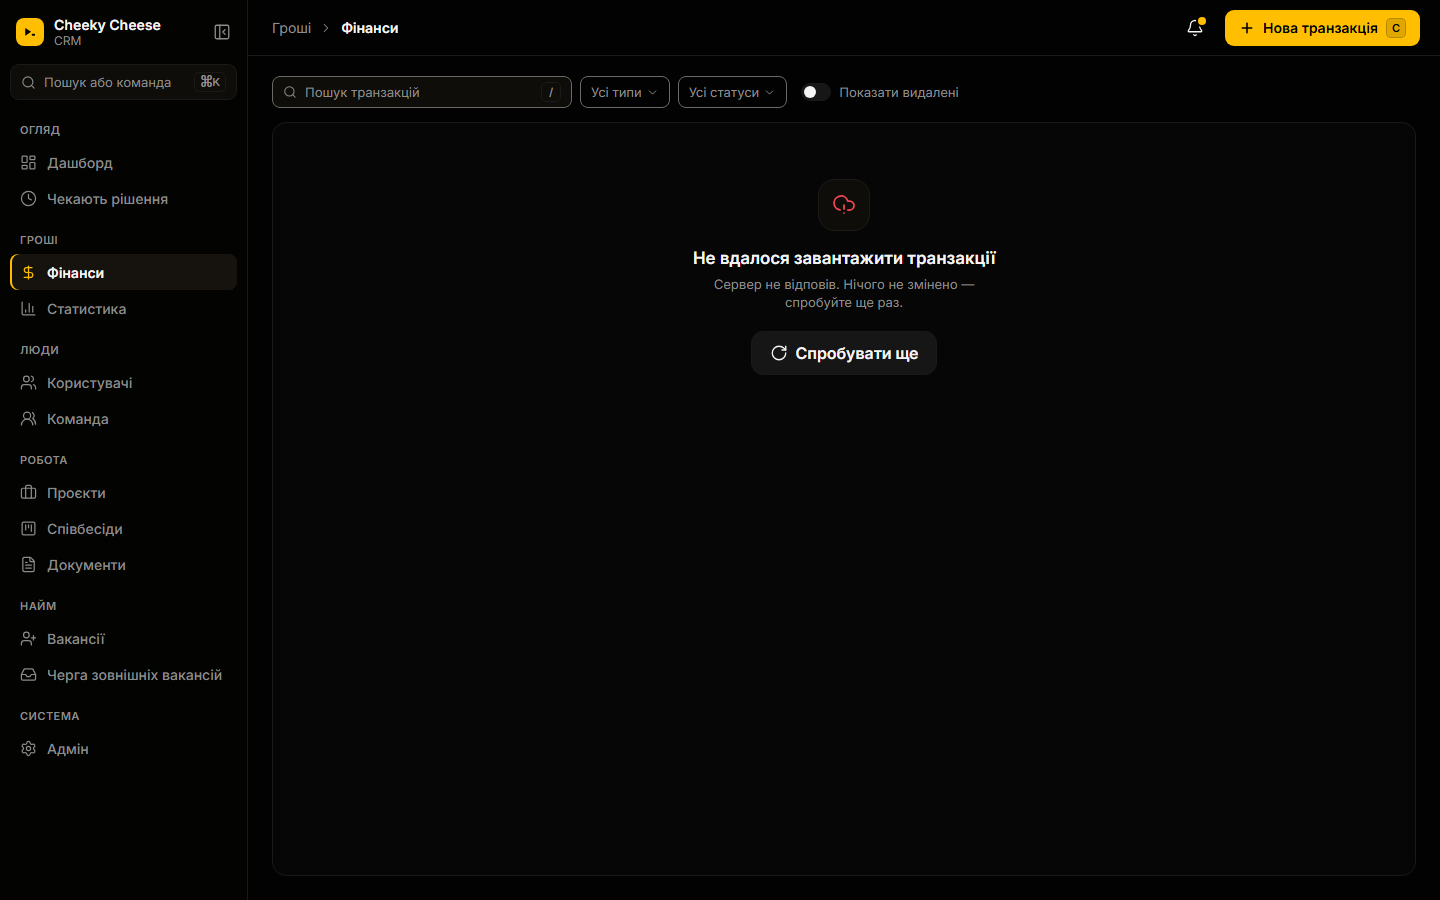 Cheeky Cheese
CRM
Пошук або команда ⌘K
ОГЛЯД
Дашборд
Чекають рішення
ГРОШІ
Фінанси
Статистика
ЛЮДИ
Користувачі
Команда
РОБОТА
Проєкти
Співбесіди
Документи
НАЙМ
Вакансії
Черга зовнішніх вакансій
СИСТЕМА
Адмін
Гроші > Фінанси
Нова транзакція C
Пошук транзакцій /
Усі типи
Усі статуси
Показати видалені
Не вдалося завантажити транзакції
Сервер не відповів. Нічого не змінено —
спробуйте ще раз.
Спробувати ще